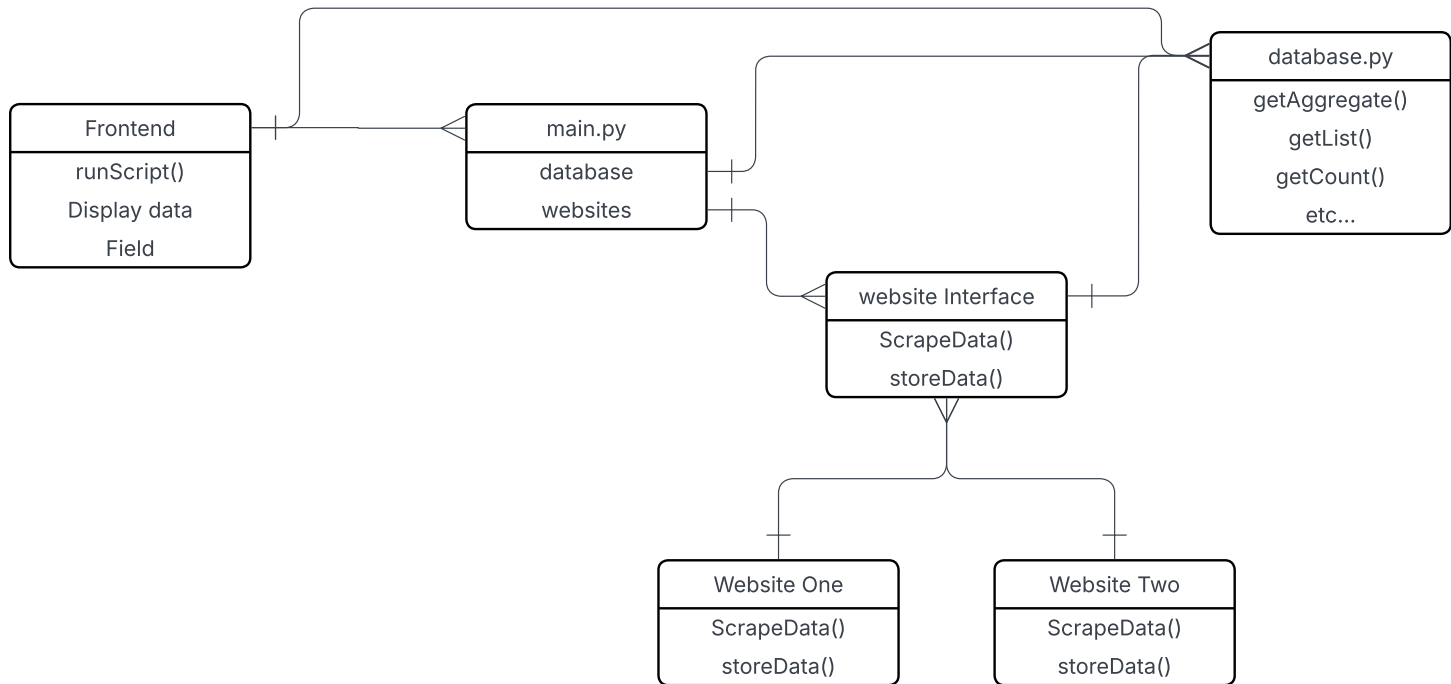 Frontend
runScript()
Display data
Field
main.py
database
websites
database.py
getAggregate()
getList()
getCount()
etc...
website Interface
ScrapeData()
storeData()
Website One
ScrapeData()
storeData()
Website Two
ScrapeData()
storeData()